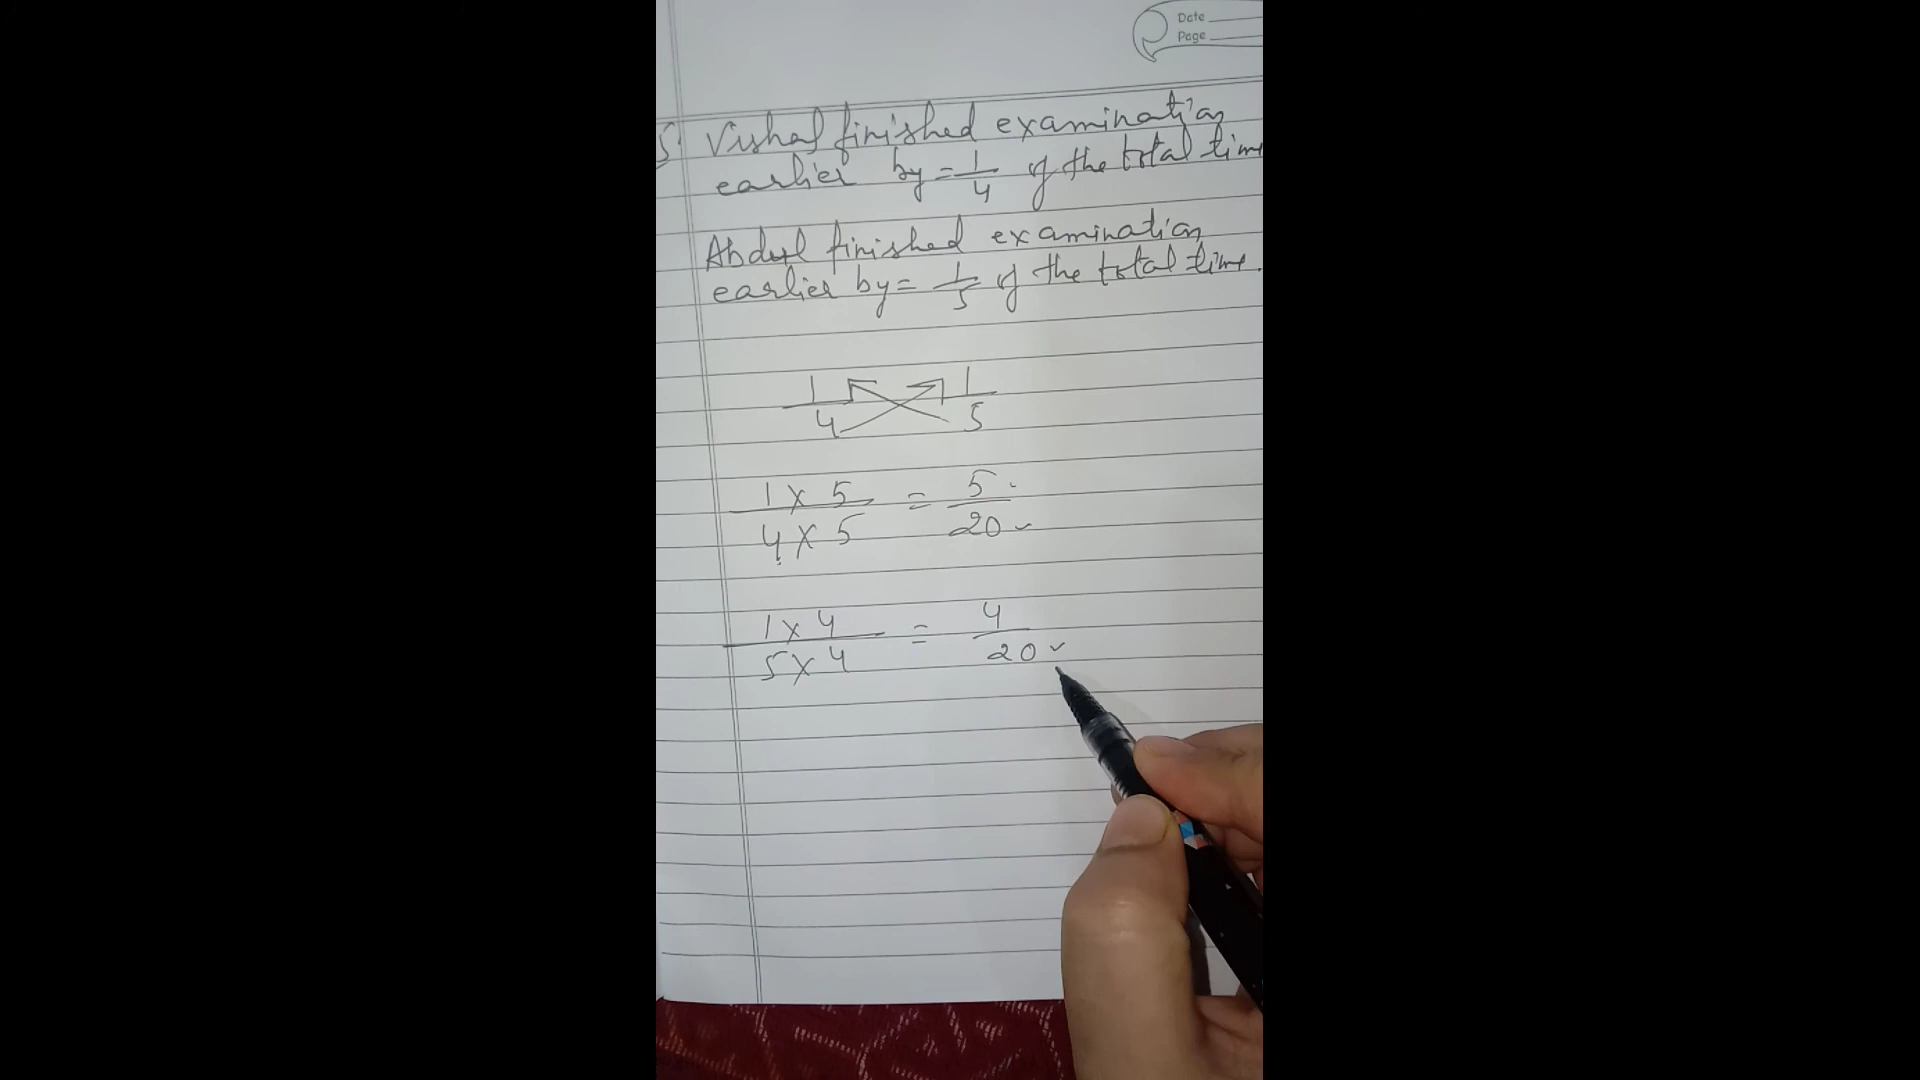 Date
Page
5. Vishal finished examination
earlier by = 1/4 of the total time
Abdul finished examination
earlier by = 1/5 of the total time.
1/4 1/5
1 x 5 / 4 x 5 = 5/20
1 x 4 / 5 x 4 = 4/20